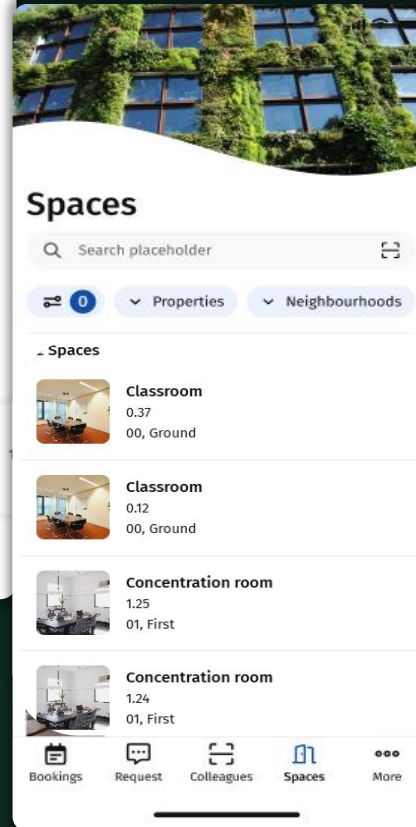 Spaces
Search placeholder
0
Properties
Neighbourhoods
Spaces
Classroom
0.37
00, Ground
Classroom
0.12
00, Ground
Concentration room
1.25
01, First
Concentration room
1.24
01, First
Bookings
Request
Colleagues
Spaces
More